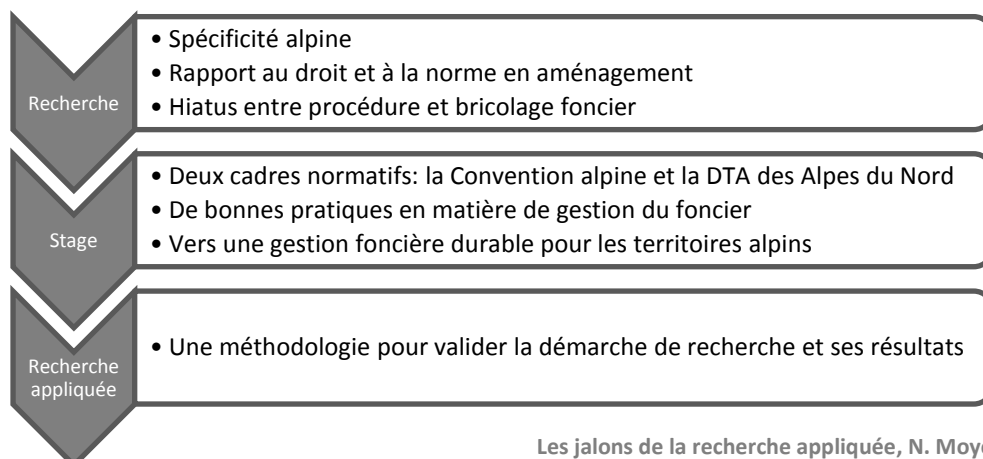 Recherche
• Spécificité alpine
• Rapport au droit et à la norme en aménagement
• Hiatus entre procédure et bricolage foncier
Stage
• Deux cadres normatifs: la Convention alpine et la DTA des Alpes du Nord
• De bonnes pratiques en matière de gestion du foncier
• Vers une gestion foncière durable pour les territoires alpins
Recherche
appliquée
• Une méthodologie pour valider la démarche de recherche et ses résultats
Les jalons de la recherche appliquée, N.